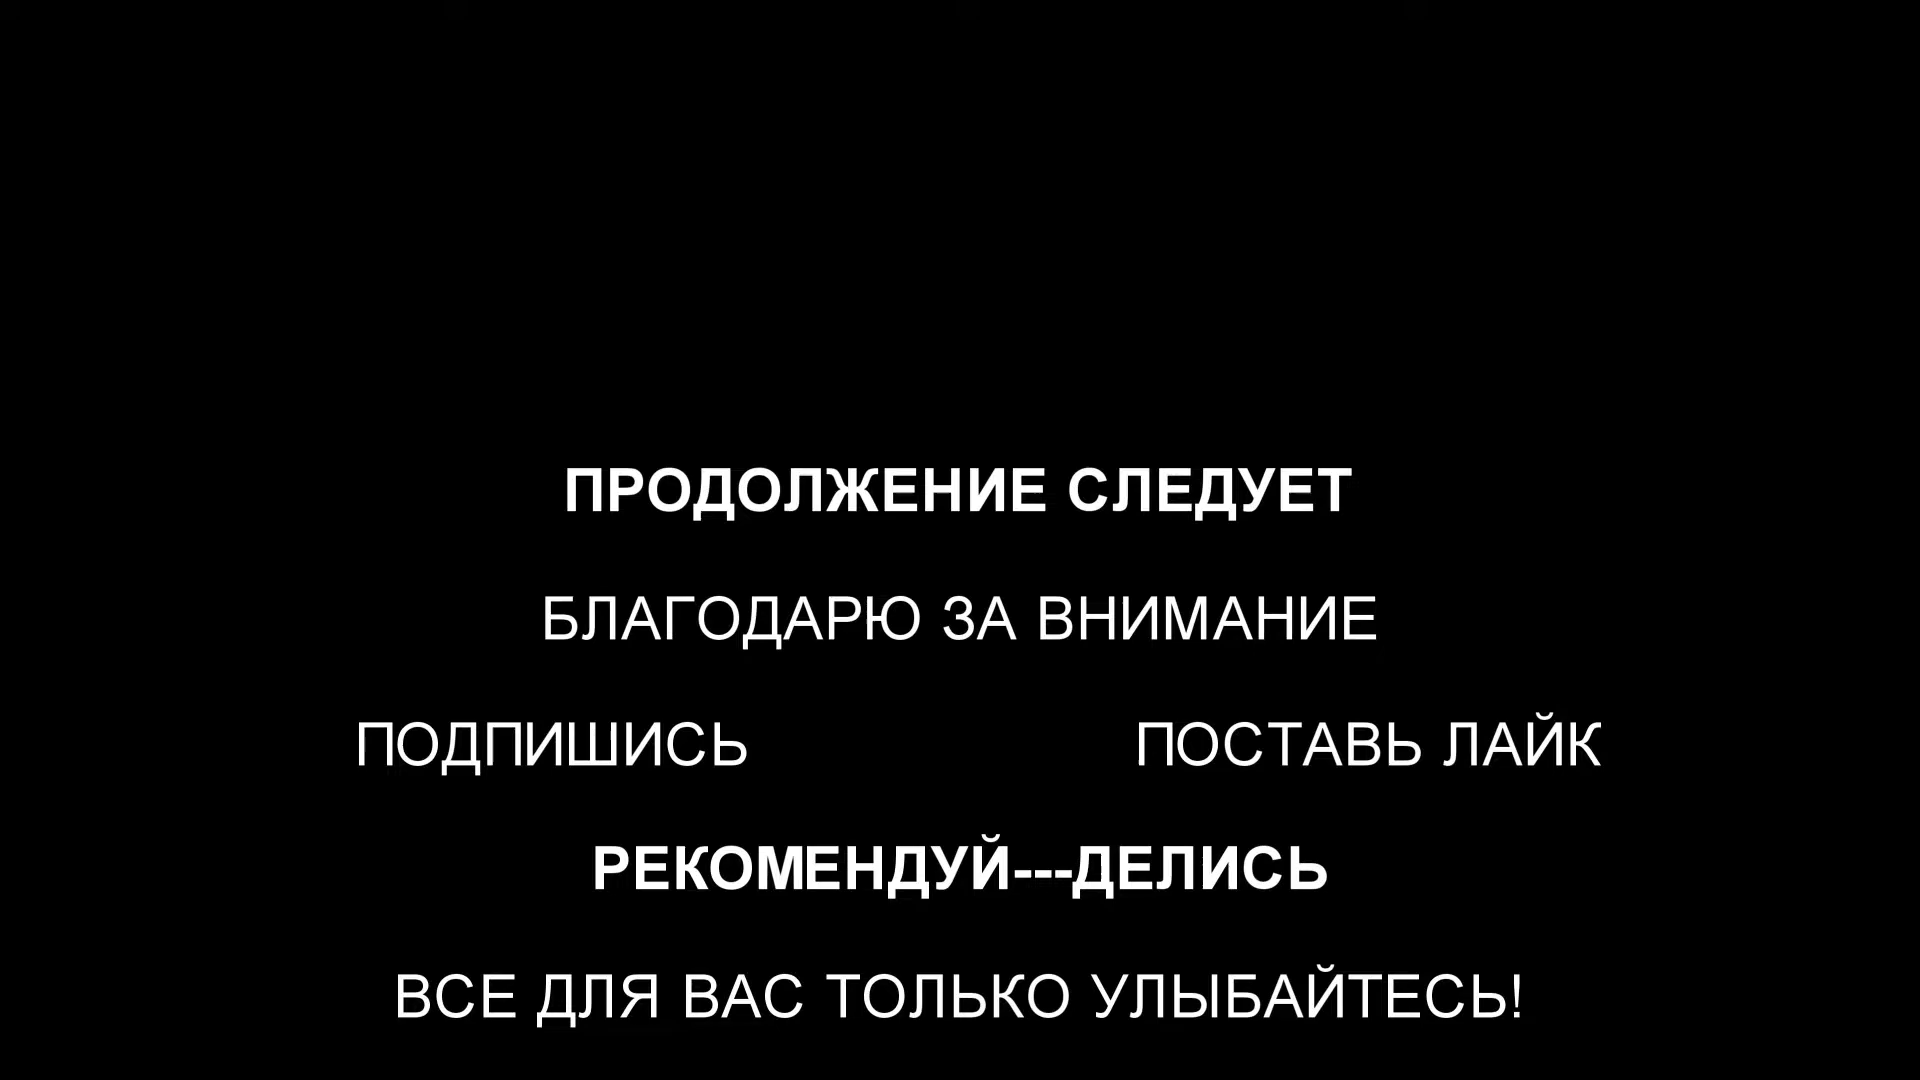 ПРОДОЛЖЕНИЕ СЛЕДУЕТ
БЛАГОДАРЮ ЗА ВНИМАНИЕ
ПОДПИШИСЬ ПОСТАВЬ ЛАЙК
РЕКОМЕНДУЙ---ДЕЛИСЬ
ВСЕ ДЛЯ ВАС ТОЛЬКО УЛЫБАЙТЕСЬ!